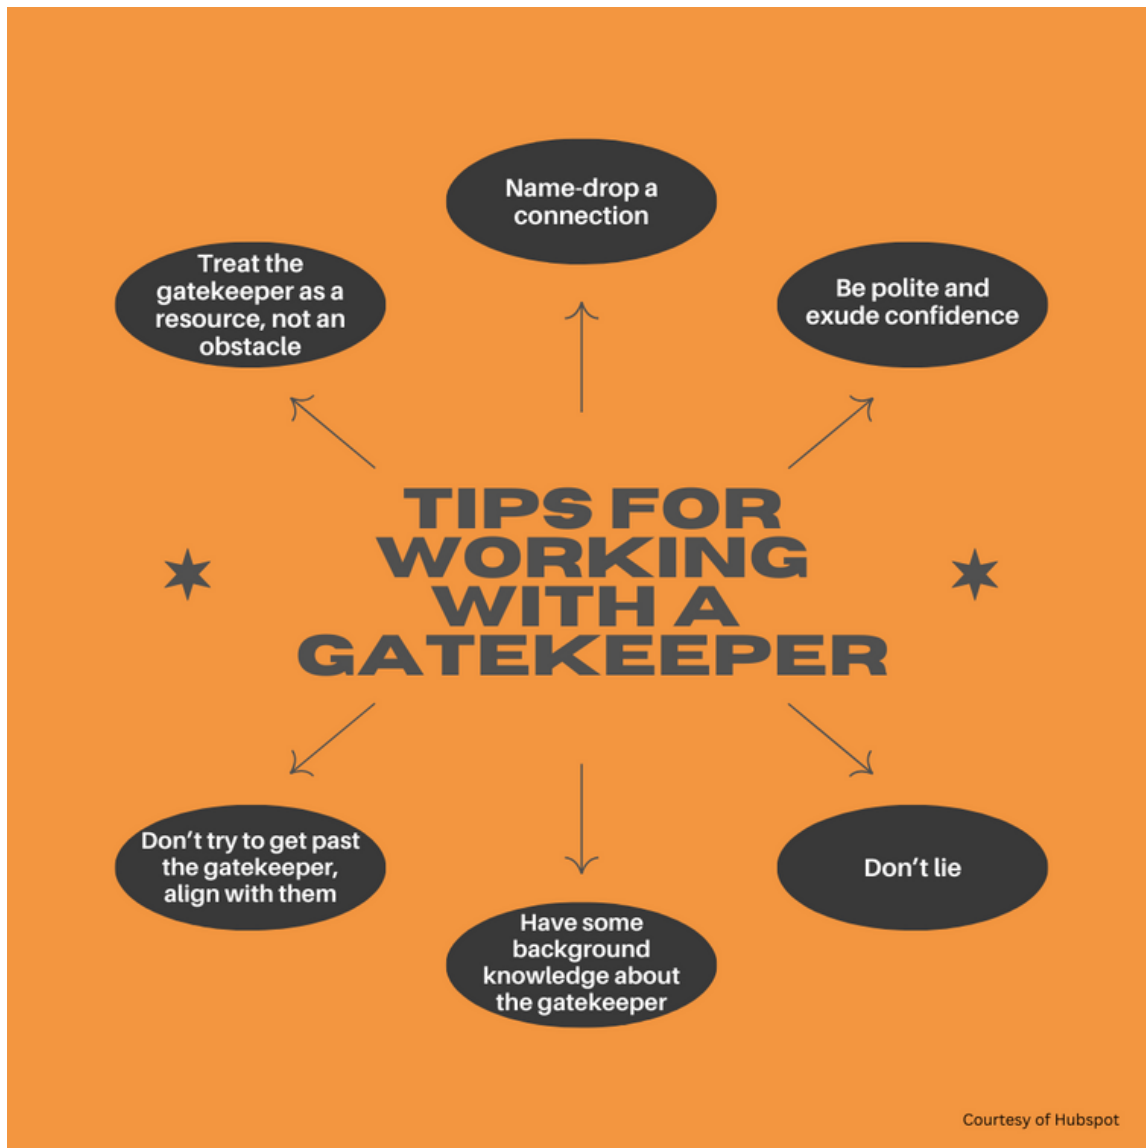 Name-drop a
connection
Treat the
gatekeeper as a
resource, not an
obstacle
Be polite and
exude confidence
TIPS FOR
WORKING
WITH A
GATEKEEPER
Don’t try to get past
the gatekeeper,
align with them
Don’t lie
Have some
background
knowledge about
the gatekeeper
Courtesy of Hubspot